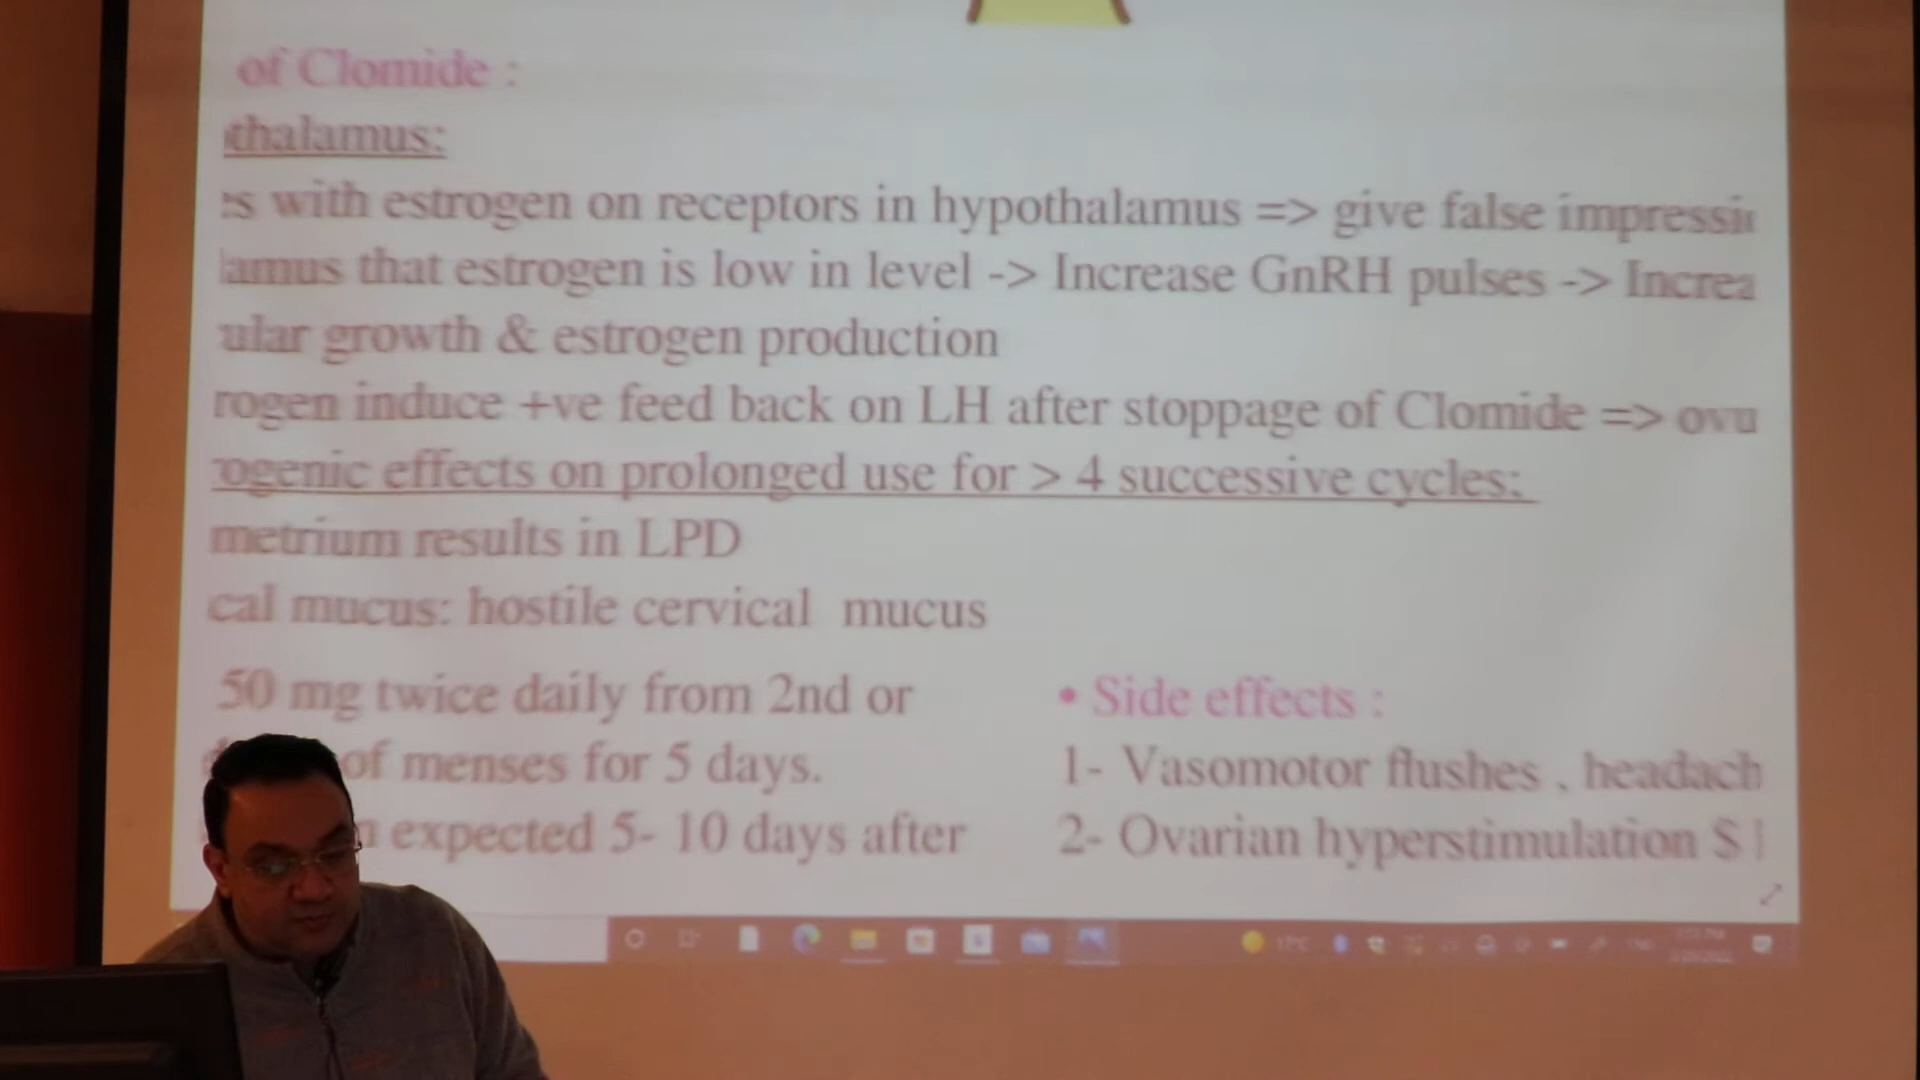 of Clomide :
thalamus:
es with estrogen on receptors in hypothalamus => give false impressi
lamus that estrogen is low in level -> Increase GnRH pulses -> Increa
ular growth & estrogen production
rogen induce +ve feed back on LH after stoppage of Clomide => ovu
ogenic effects on prolonged use for > 4 successive cycles:
metrium results in LPD
cal mucus: hostile cervical mucus
50 mg twice daily from 2nd or
of menses for 5 days.
n expected 5- 10 days after
• Side effects :
1- Vasomotor flushes , headach
2- Ovarian hyperstimulation S